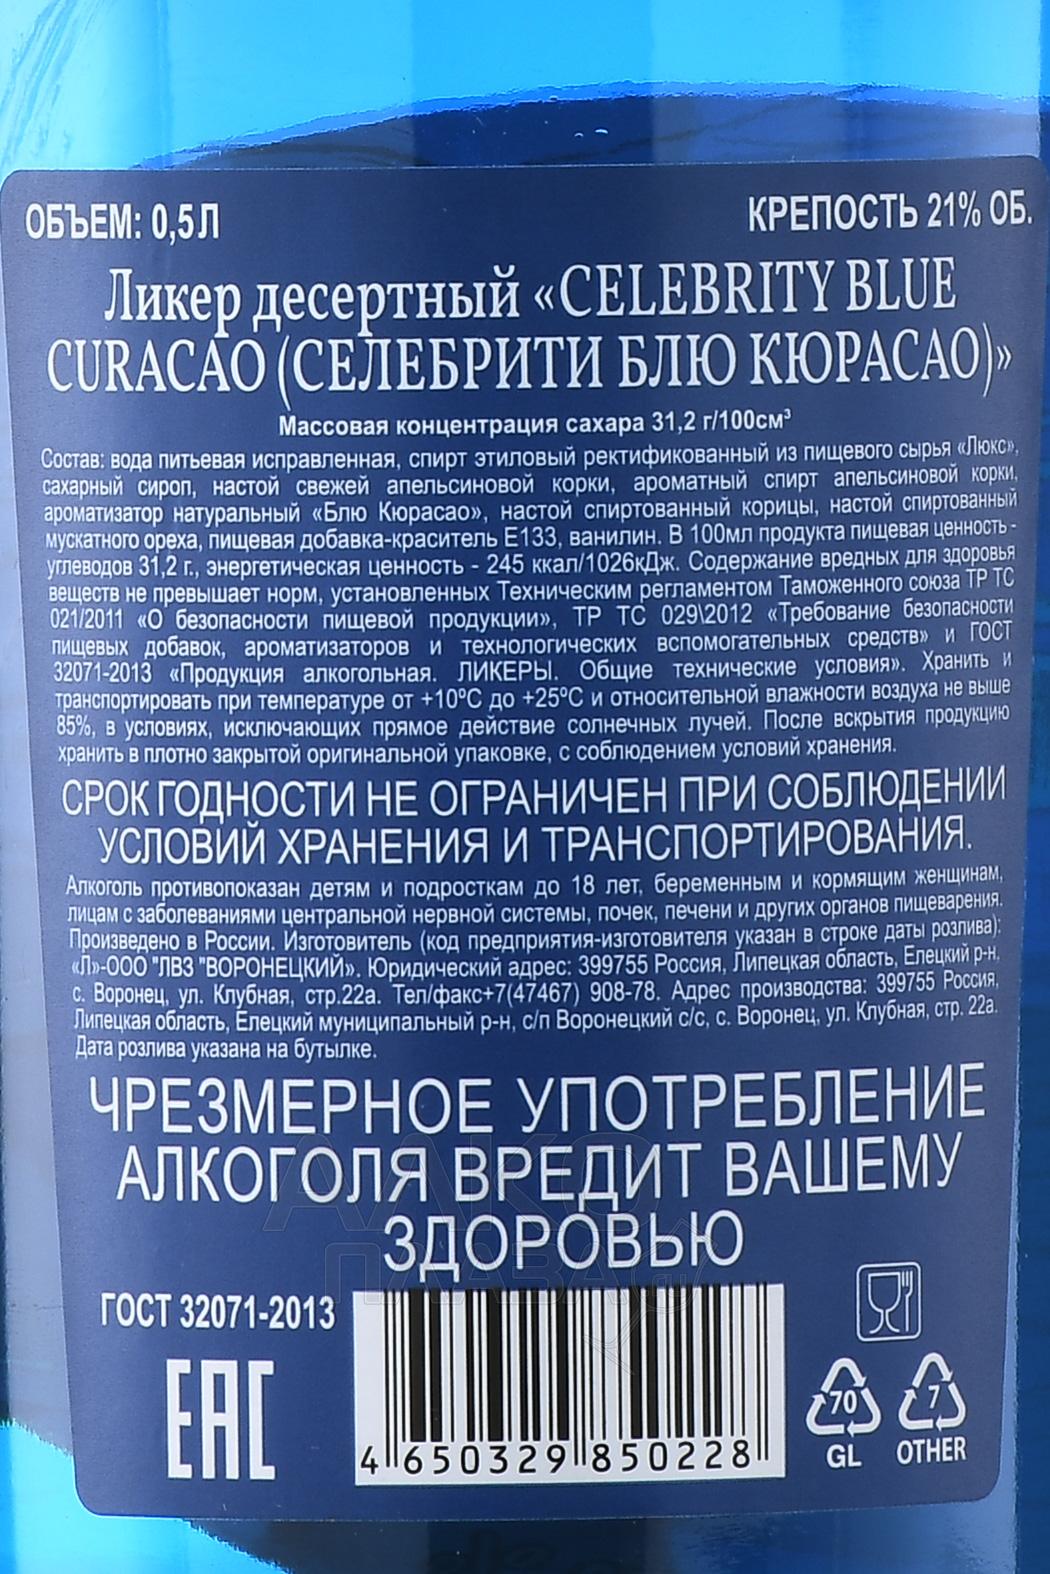 ОБЪЕМ: 0,5Л
КРЕПОСТЬ 21% ОБ.
Ликер десертный «CELEBRITY BLUE
CURACAO (СЕЛЕБРИТИ БЛЮ КЮРАСАО)»
Массовая концентрация сахара 31,2 г/100см³
Состав: вода питьевая исправленная, спирт этиловый ректификованный из пищевого сырья «Люкс»,
сахарный сироп, настой свежей апельсиновой корки, ароматный спирт апельсиновой корки,
ароматизатор натуральный «Блю Кюрасао», настой спиртованный корицы, настой спиртованный
мускатного ореха, пищевая добавка-краситель Е133, ванилин. В 100мл продукта пищевая ценность -
углеводов 31,2 г., энергетическая ценность - 245 ккал/1026кДж. Содержание вредных для здоровья
веществ не превышает норм, установленных Техническим регламентом Таможенного союза ТР ТС
021/2011 «О безопасности пищевой продукции», ТР ТС 029\2012 «Требование безопасности
пищевых добавок, ароматизаторов и технологических вспомогательных средств» и ГОСТ
32071-2013 «Продукция алкогольная. ЛИКЕРЫ. Общие технические условия». Хранить и
транспортировать при температуре от +10ºС до +25ºС и относительной влажности воздуха не выше
85%, в условиях, исключающих прямое действие солнечных лучей. После вскрытия продукцию
хранить в плотно закрытой оригинальной упаковке, с соблюдением условий хранения.
СРОК ГОДНОСТИ НЕ ОГРАНИЧЕН ПРИ СОБЛЮДЕНИИ
УСЛОВИЙ ХРАНЕНИЯ И ТРАНСПОРТИРОВАНИЯ.
Алкоголь противопоказан детям и подросткам до 18 лет, беременным и кормящим женщинам,
лицам с заболеваниями центральной нервной системы, почек, печени и других органов пищеварения.
Произведено в России. Изготовитель (код предприятия-изготовителя указан в строке даты розлива):
«Л»-ООО "ЛВЗ "ВОРОНЕЦКИЙ». Юридический адрес: 399755 Россия, Липецкая область, Елецкий р-н,
с. Воронец, ул. Клубная, стр.22а. Тел/факс+7(47467) 908-78. Адрес производства: 399755 Россия,
Липецкая область, Елецкий муниципальный р-н, с/п Воронецкий с/с, с. Воронец, ул. Клубная, стр. 22а.
Дата розлива указана на бутылке.
ЧРЕЗМЕРНОЕ УПОТРЕБЛЕНИЕ
АЛКОГОЛЯ ВРЕДИТ ВАШЕМУ
ЗДОРОВЬЮ
АЛКО
ПЛАЗА
ГОСТ 32071-2013
ЕАС
4 650329 850228
70
GL
7
OTHER